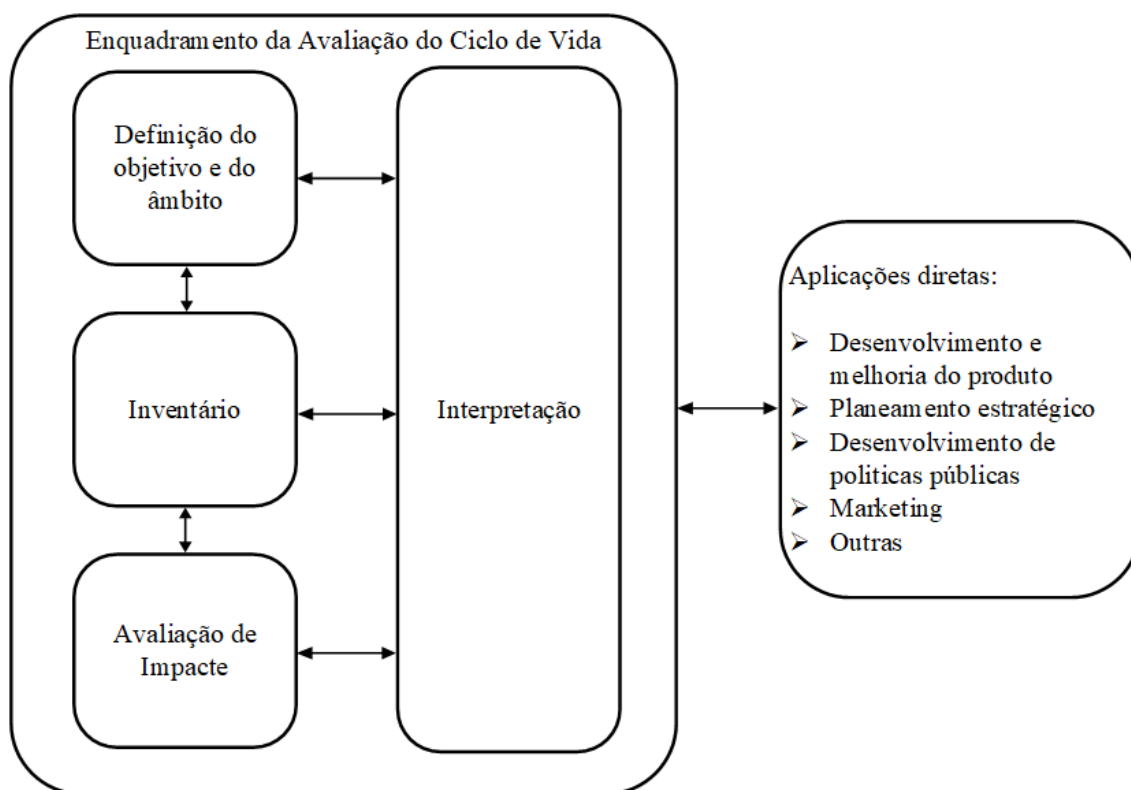 Enquadramento da Avaliação do Ciclo de Vida
Definição do
objetivo e do
âmbito
Inventário
Avaliação de
Impacte
Interpretação
Aplicações diretas:
➢ Desenvolvimento e
melhoria do produto
➢ Planeamento estratégico
➢ Desenvolvimento de
politicas públicas
➢ Marketing
➢ Outras